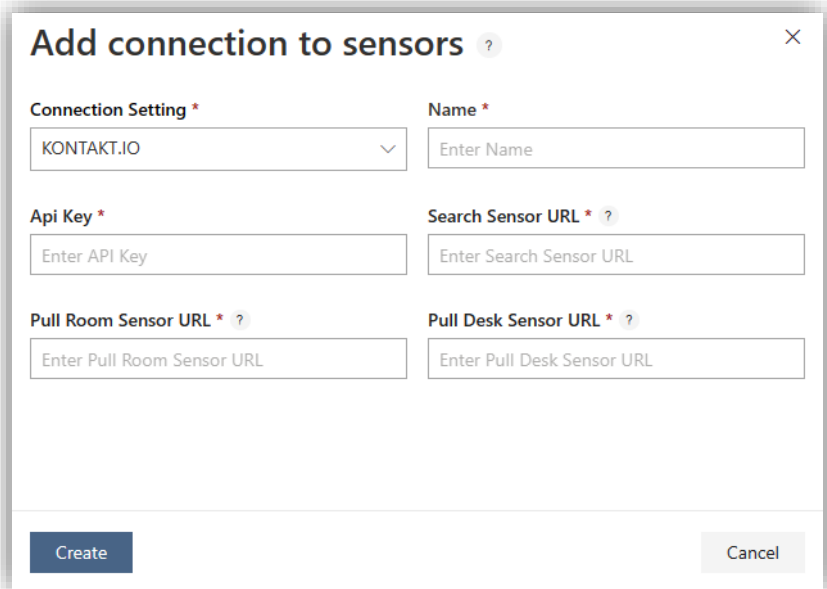 Add connection to sensors ?
Connection Setting * Name *
KONTAKT.IO Enter Name
Api Key * Search Sensor URL * ?
Enter API Key Enter Search Sensor URL
Pull Room Sensor URL * ? Pull Desk Sensor URL * ?
Enter Pull Room Sensor URL Enter Pull Desk Sensor URL
Create Cancel